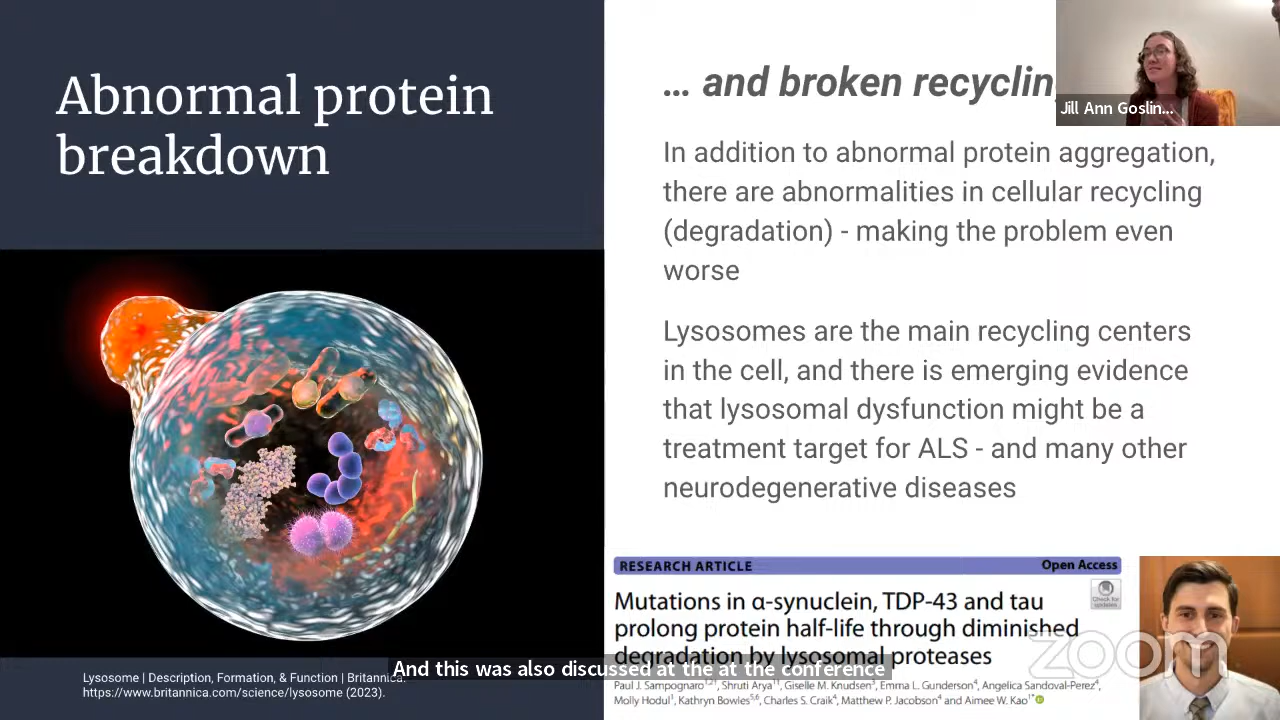 Abnormal protein
breakdown
… and broken recyclin
Jill Ann Goslin...
In addition to abnormal protein aggregation,
there are abnormalities in cellular recycling
(degradation) - making the problem even
worse
Lysosomes are the main recycling centers
in the cell, and there is emerging evidence
that lysosomal dysfunction might be a
treatment target for ALS - and many other
neurodegenerative diseases
RESEARCH ARTICLE
Open Access
Check for
updates
Mutations in α-synuclein, TDP-43 and tau
prolong protein half-life through diminished
degradation by lysosomal proteases
zoom
And this was also discussed at the at the conference
Paul J. Sampognaro, Shruti Arya, Giselle M. Knudsen, Emma L. Gunderson, Angelica Sandoval-Perez,
Molly Hodul, Kathryn Bowles, Charles S. Craik, Matthew P. Jacobson and Aimee W. Kao
Lysosome | Description, Formation, & Function | Britannica.
https://www.britannica.com/science/lysosome (2023).